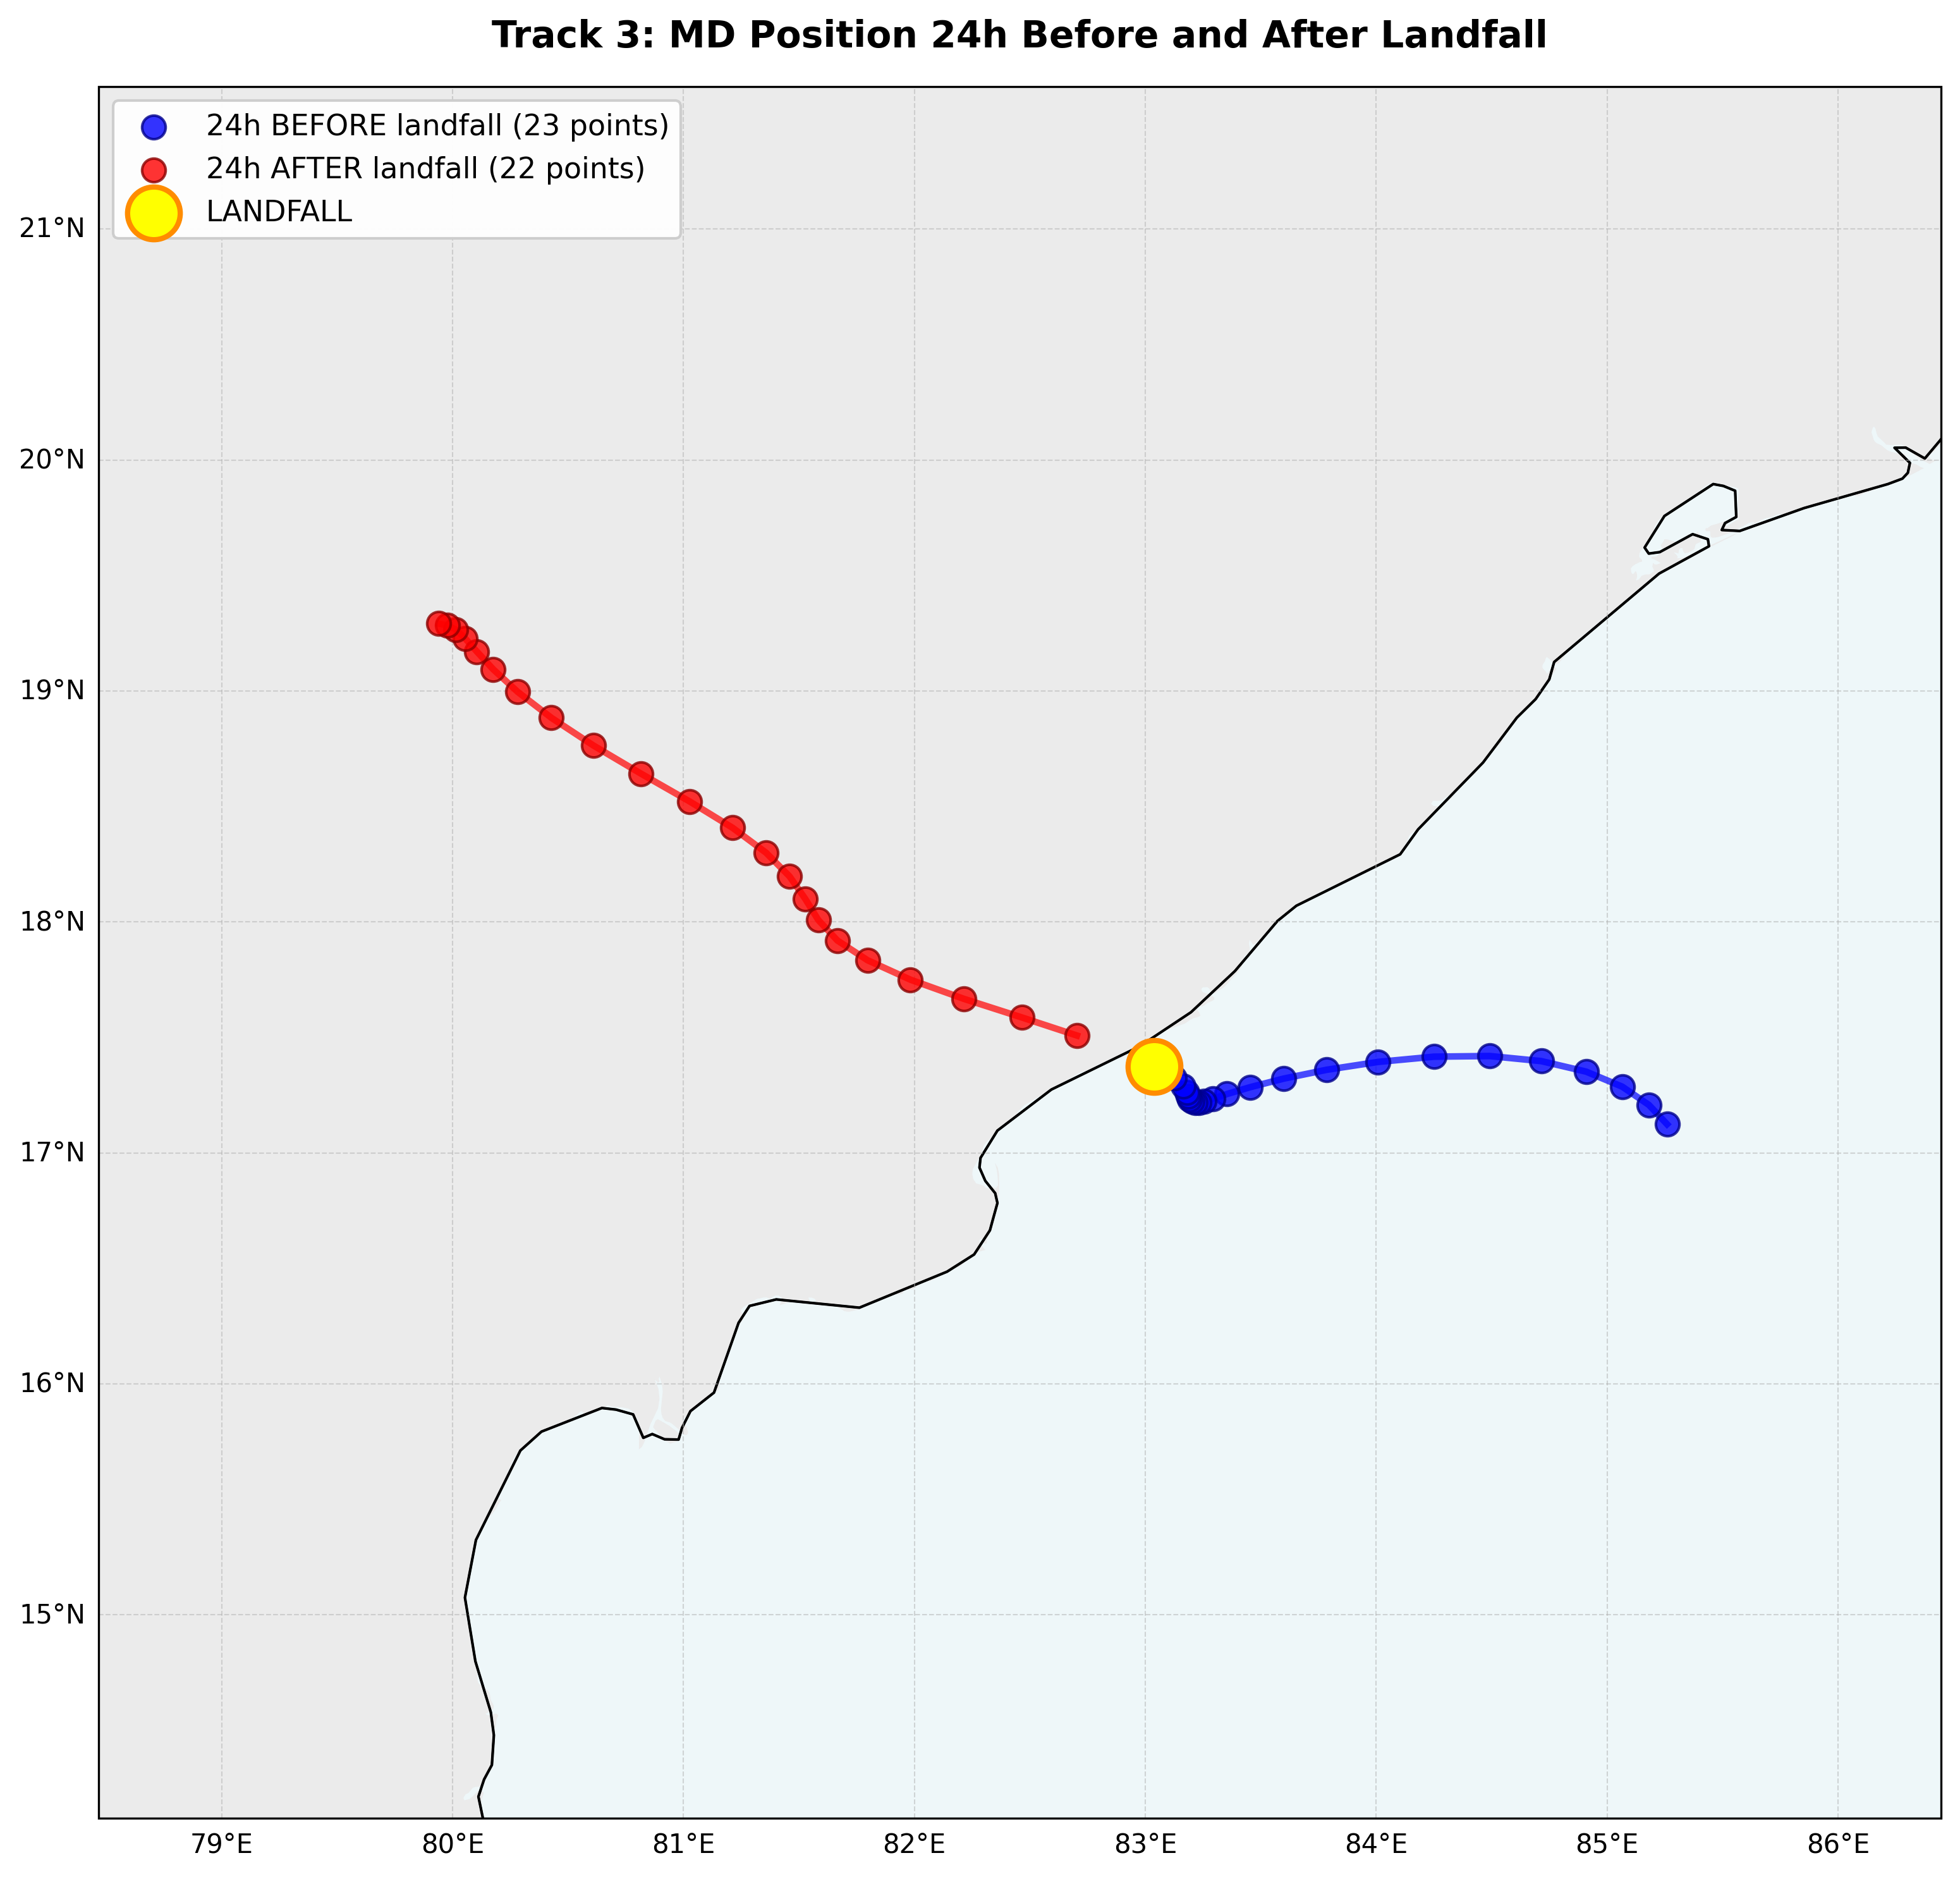 Track 3: MD Position 24h Before and After Landfall
24h BEFORE landfall (23 points)
24h AFTER landfall (22 points)
LANDFALL
21°N
20°N
19°N
18°N
17°N
16°N
15°N
79°E 80°E 81°E 82°E 83°E 84°E 85°E 86°E